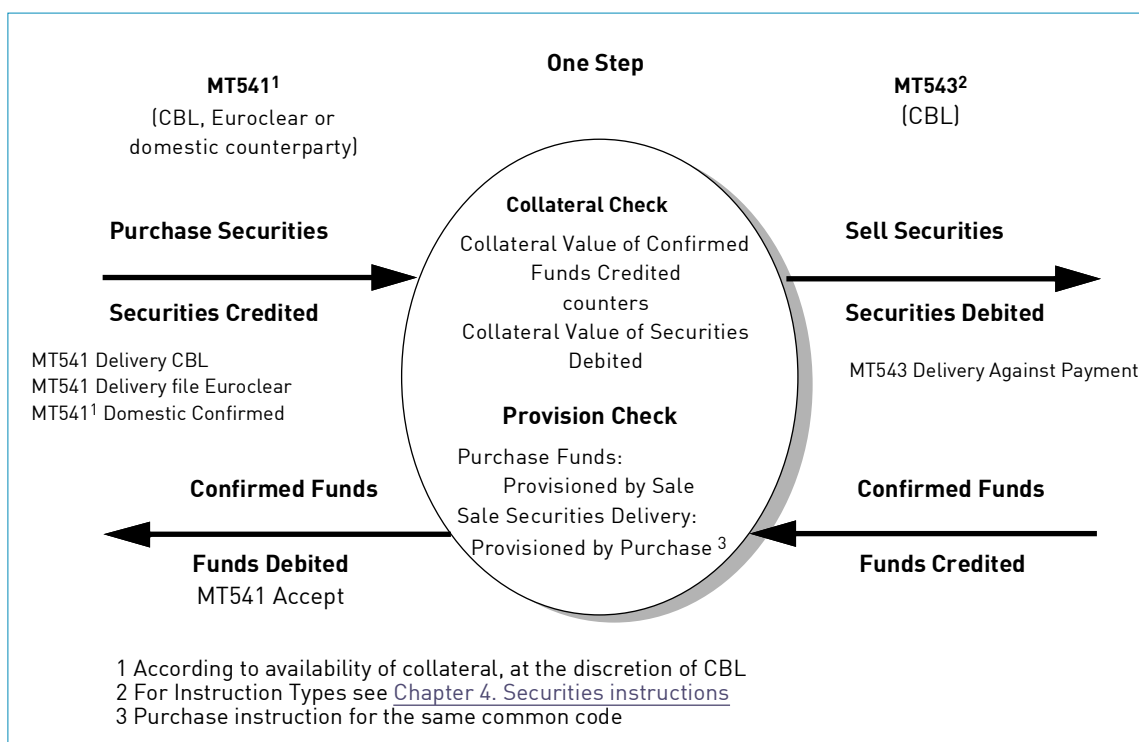 One Step
MT541¹
(CBL, Euroclear or
domestic counterparty)
MT543²
(CBL)
Purchase Securities
Securities Credited
MT541 Delivery CBL
MT541 Delivery file Euroclear
MT541¹ Domestic Confirmed
Confirmed Funds
Funds Debited
MT541 Accept
Collateral Check
Collateral Value of Confirmed
Funds Credited
counters
Collateral Value of Securities
Debited
Provision Check
Purchase Funds:
Provisioned by Sale
Sale Securities Delivery:
Provisioned by Purchase ³
Sell Securities
Securities Debited
MT543 Delivery Against Payment
Confirmed Funds
Funds Credited
1 According to availability of collateral, at the discretion of CBL
2 For Instruction Types see Chapter 4. Securities instructions
3 Purchase instruction for the same common code